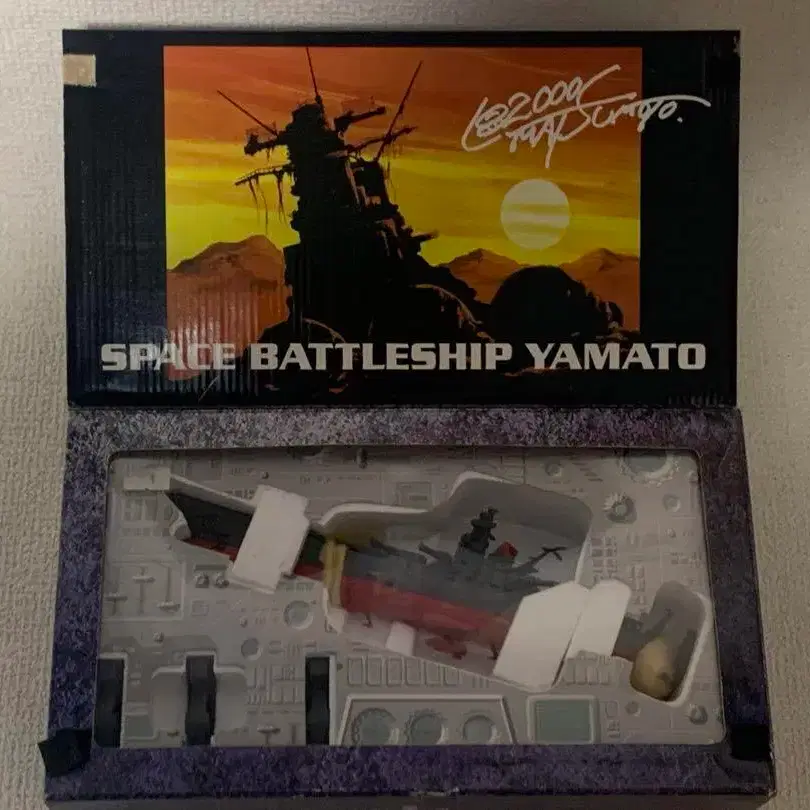 ©2000
MATSUMOTO.
SPACE BATTLESHIP YAMATO